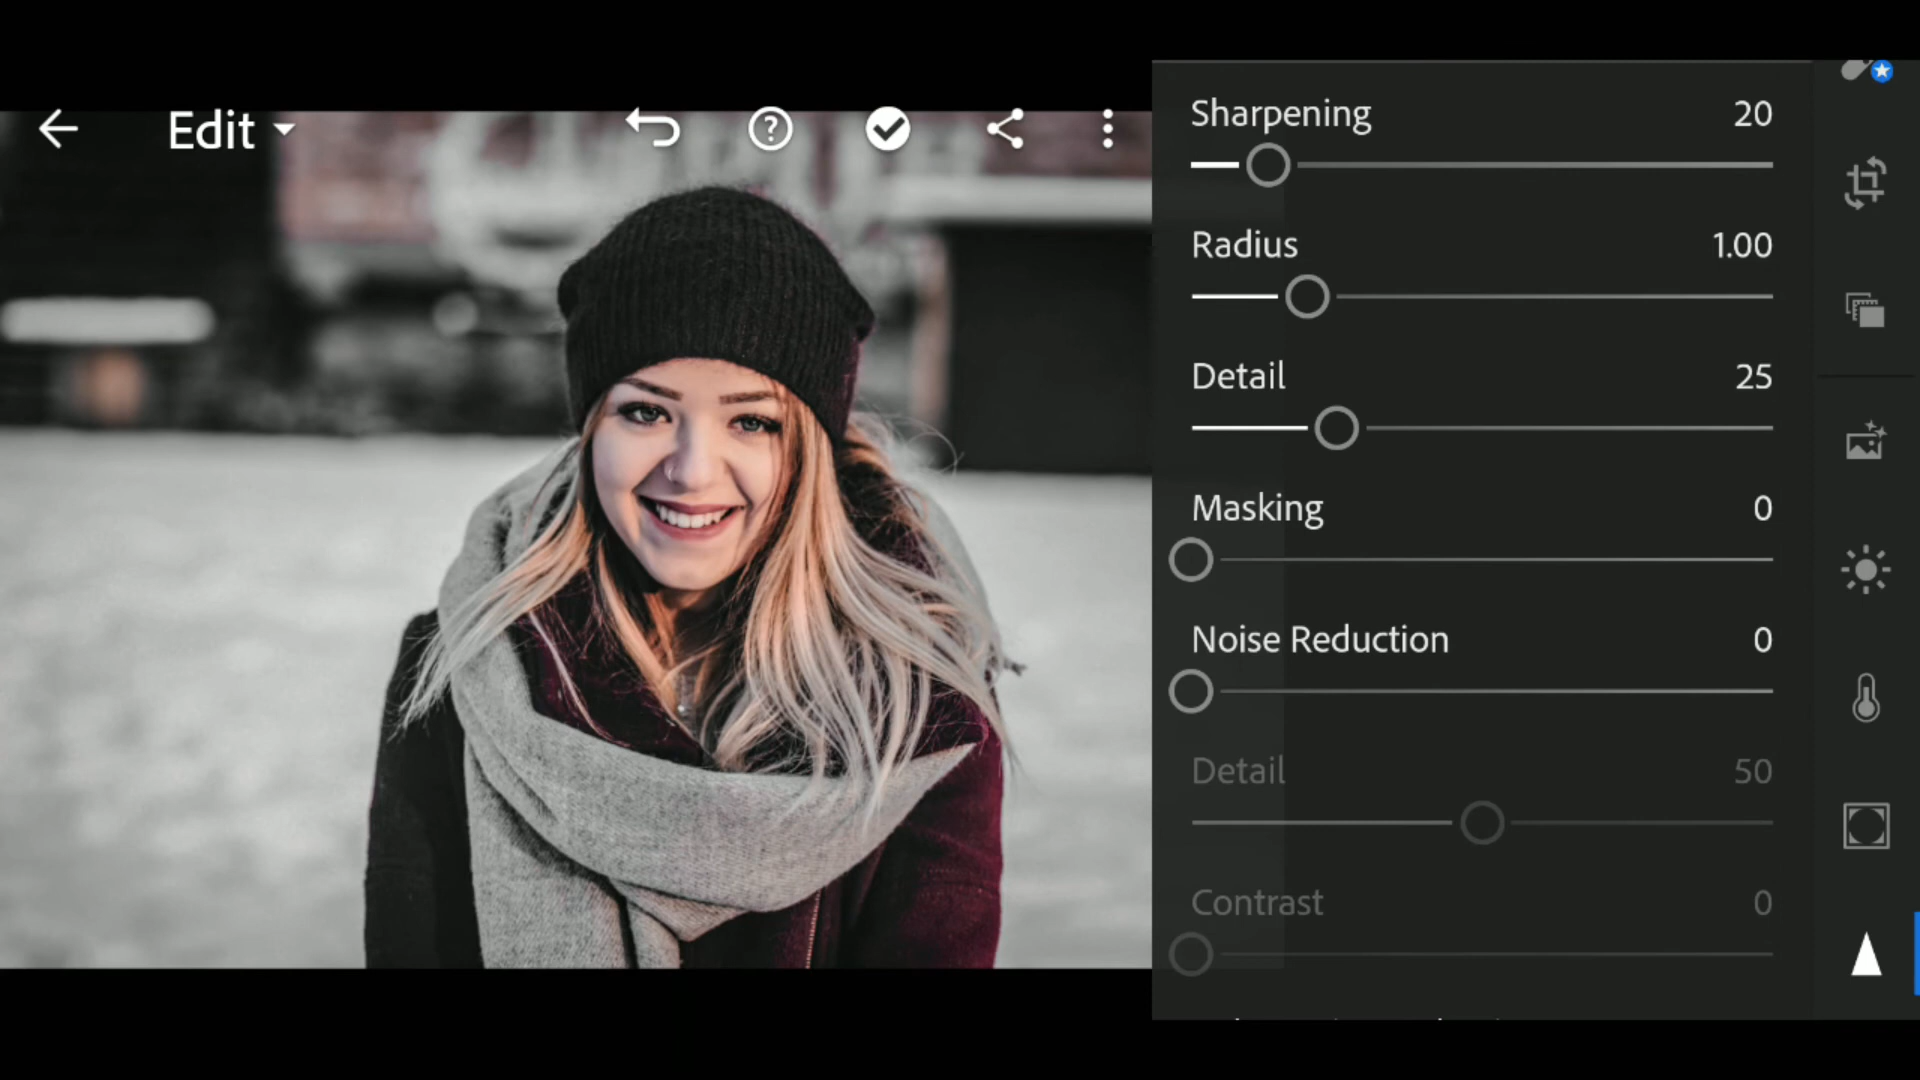 Edit
Sharpening 20
Radius 1.00
Detail 25
Masking 0
Noise Reduction 0
Detail 50
Contrast 0